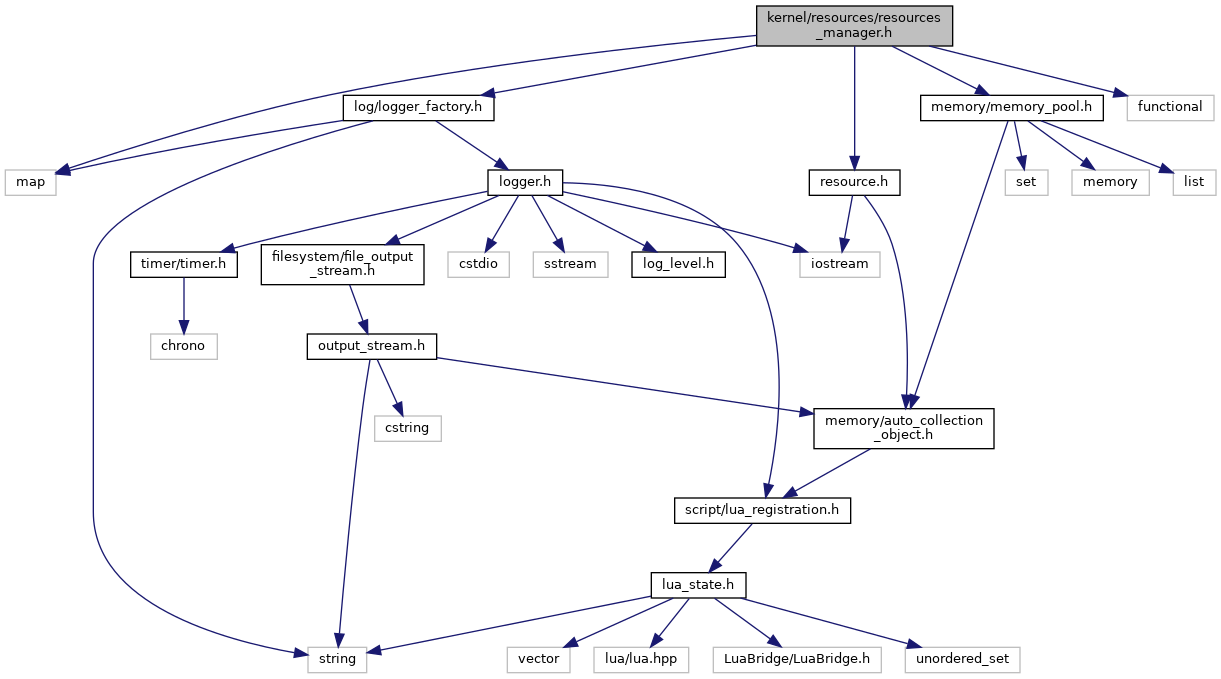 kernel/resources/resources
_manager.h
log/logger_factory.h
memory/memory_pool.h
functional
map
logger.h
resource.h
set
memory
list
timer/timer.h
filesystem/file_output
_stream.h
cstdio
sstream
log_level.h
iostream
chrono
output_stream.h
cstring
memory/auto_collection
_object.h
script/lua_registration.h
lua_state.h
string
vector
lua/lua.hpp
LuaBridge/LuaBridge.h
unordered_set